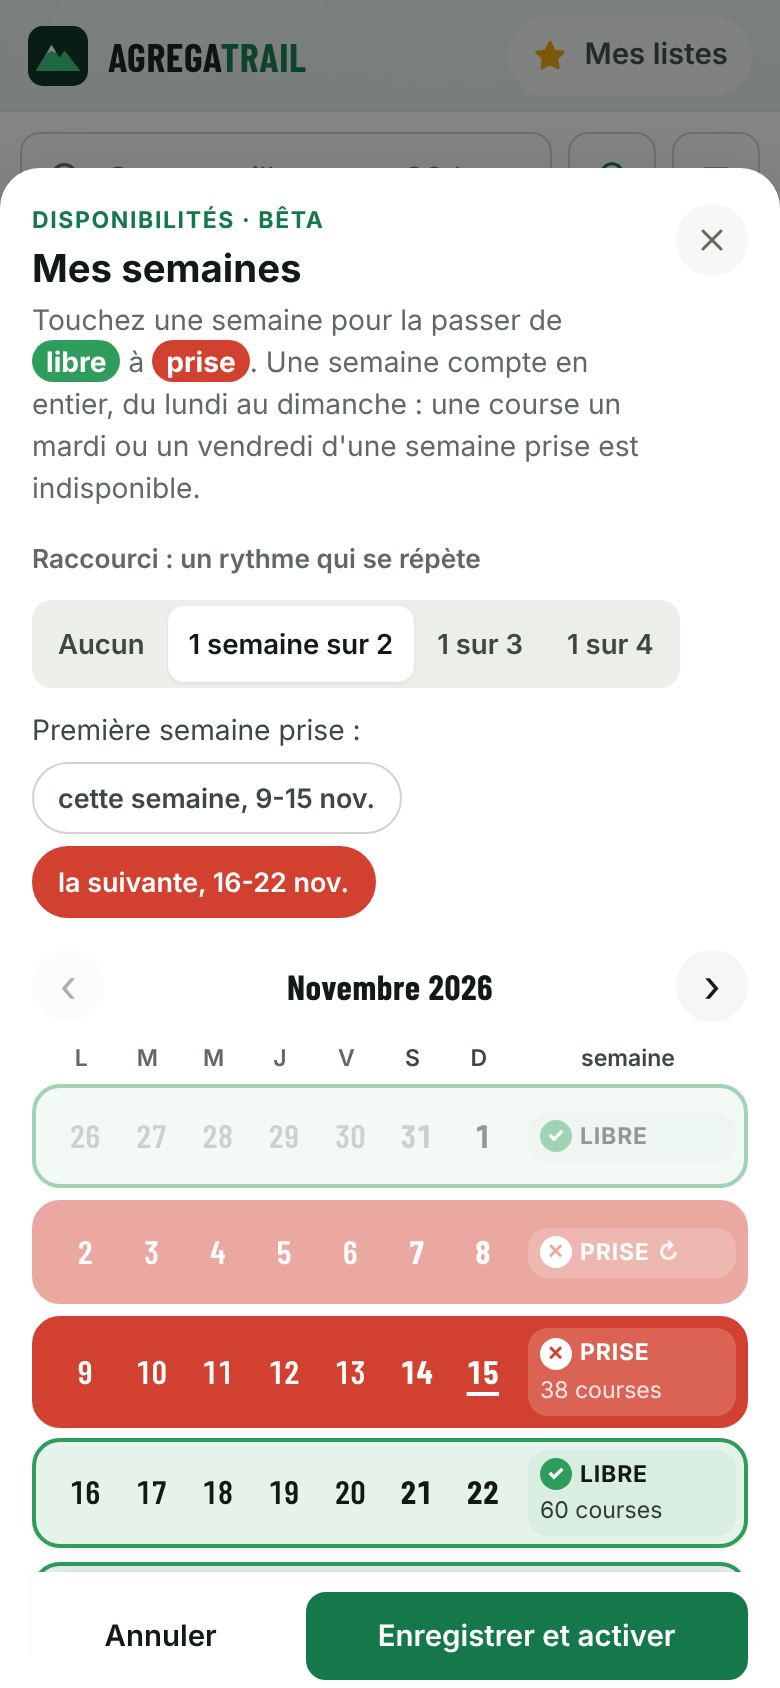 AGREGATRAIL
Mes listes
DISPONIBILITÉS · BÊTA
Mes semaines
Touchez une semaine pour la passer de
libre à prise. Une semaine compte en
entier, du lundi au dimanche : une course un
mardi ou un vendredi d'une semaine prise est
indisponible.
Raccourci : un rythme qui se répète
Aucun 1 semaine sur 2 1 sur 3 1 sur 4
Première semaine prise :
cette semaine, 9-15 nov.
la suivante, 16-22 nov.
Novembre 2026
L M M J V S D semaine
26 27 28 29 30 31 1 LIBRE
2 3 4 5 6 7 8 PRISE
9 10 11 12 13 14 15 PRISE
38 courses
16 17 18 19 20 21 22 LIBRE
60 courses
Annuler Enregistrer et activer